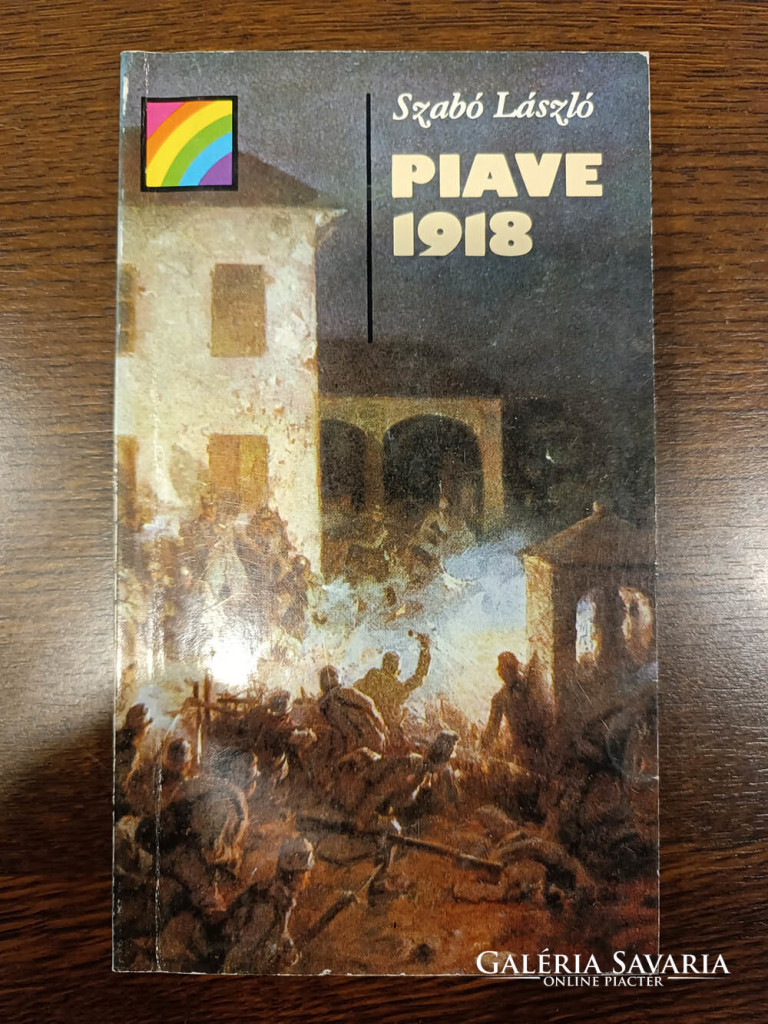 Szabó László
PIAVE
1918
GALÉRIA SAVARIA
ONLINE PIACTÉR